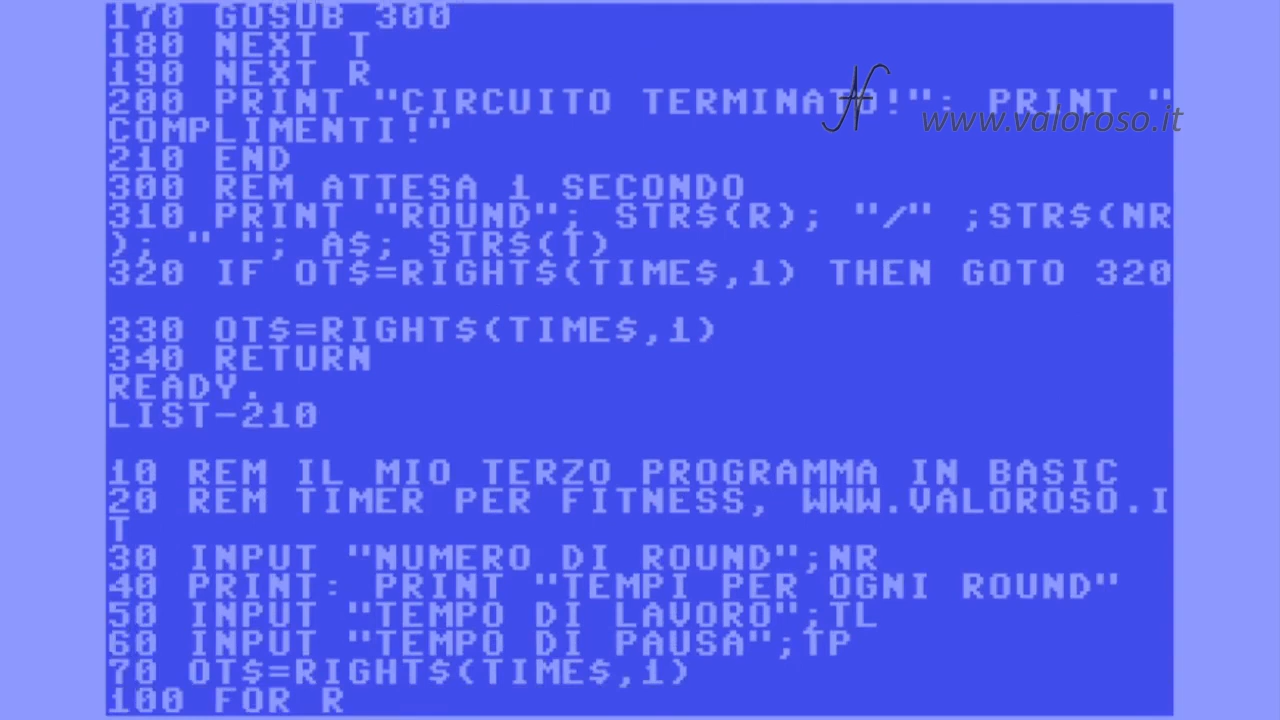 170 GOSUB 300
180 NEXT T
190 NEXT R
200 PRINT "CIRCUITO TERMINATO!": PRINT "
COMPLIMENTI!"
210 END
300 REM ATTESA 1 SECONDO
310 PRINT "ROUND"; STR$(R); "/" ;STR$(NR
); " "; A$; STR$(T)
320 IF OT$=RIGHT$(TIME$,1) THEN GOTO 320
330 OT$=RIGHT$(TIME$,1)
340 RETURN
READY.
LIST-210
10 REM IL MIO TERZO PROGRAMMA IN BASIC
20 REM TIMER PER FITNESS, WWW.VALOROSO.I
T
30 INPUT "NUMERO DI ROUND";NR
40 PRINT: PRINT "TEMPI PER OGNI ROUND"
50 INPUT "TEMPO DI LAVORO";TL
60 INPUT "TEMPO DI PAUSA";TP
70 OT$=RIGHT$(TIME$,1)
100 FOR R
www.valoroso.it